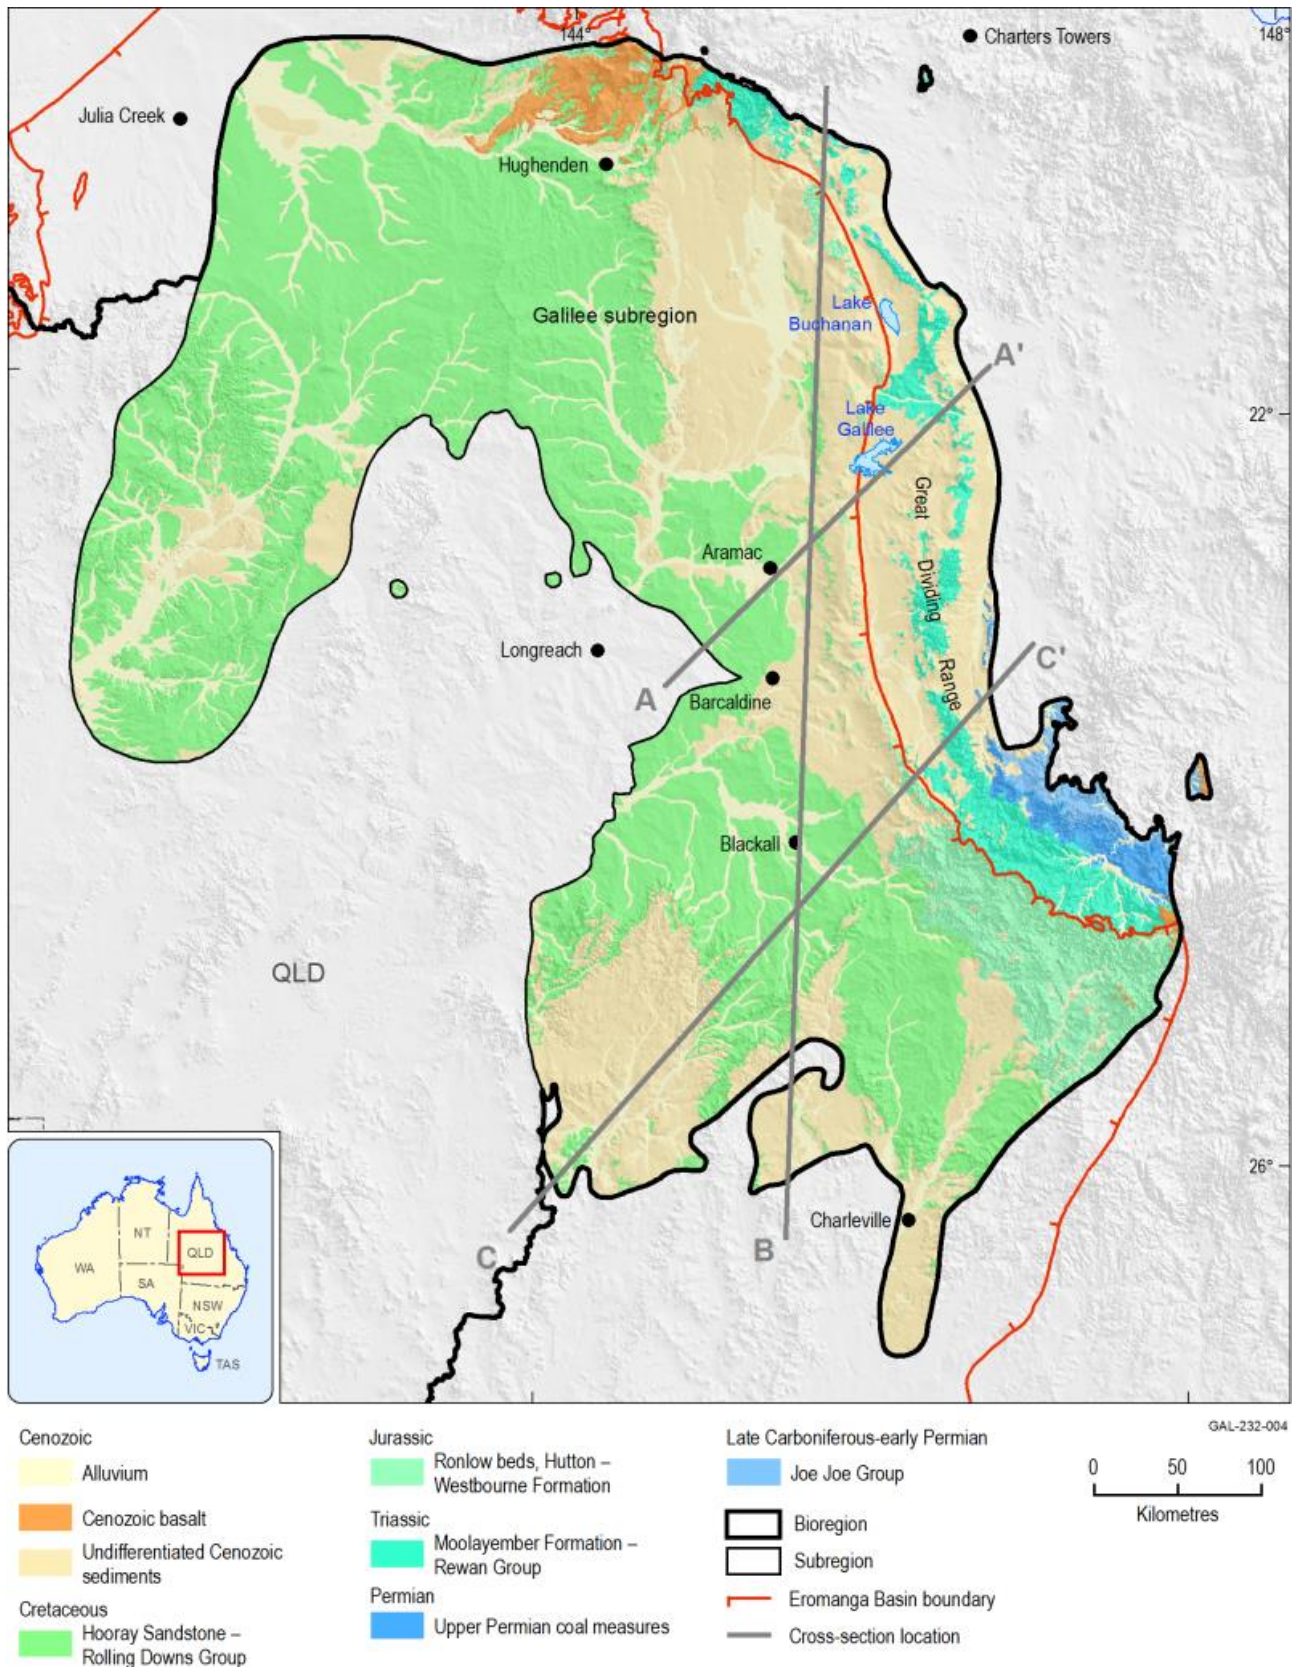 144°
148°
Charters Towers
Julia Creek
Hughenden
Galilee subregion
Lake
Buchanan
A'
Lake
Galilee
22°
Great
Dividing
Range
Aramac
Longreach
C'
A
Barcaldine
Blackall
QLD
26°
Charleville
C
B
NT
QLD
WA
SA
NSW
VIC
TAS
GAL-232-004
Cenozoic
Alluvium
Cenozoic basalt
Undifferentiated Cenozoic
sediments
Cretaceous
Hooray Sandstone –
Rolling Downs Group
Jurassic
Ronlow beds, Hutton –
Westbourne Formation
Triassic
Moolayember Formation –
Rewan Group
Permian
Upper Permian coal measures
Late Carboniferous-early Permian
Joe Joe Group
Bioregion
Subregion
Eromanga Basin boundary
Cross-section location
0 50 100
Kilometres